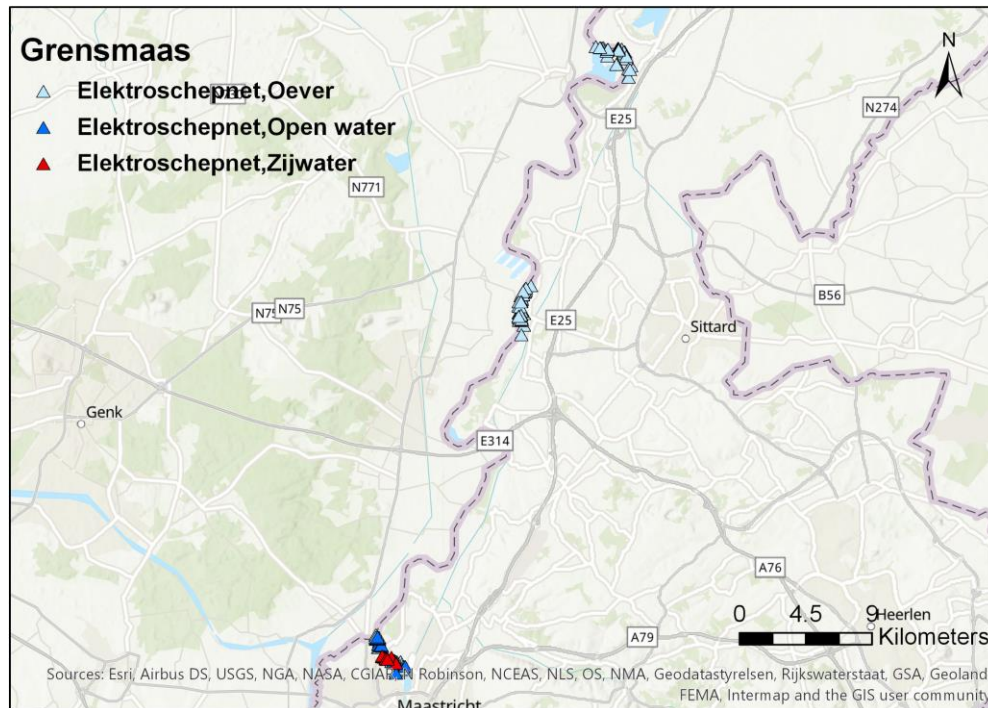 Grensmaas
Elektroschepnet,Oever
Elektroschepnet,Open water
Elektroschepnet,Zijwater
N
E25
N274
N771
B56
N75
N75
E25
Sittard
Genk
E314
A76
0 4.5 9
Kilometers
Heerlen
A79
Sources: Esri, Airbus DS, USGS, NGA, NASA, CGIAR, N Robinson, NCEAS, NLS, OS, NMA, Geodatastyrelsen, Rijkswaterstaat, GSA, Geoland
FEMA, Intermap and the GIS user community
Maastricht